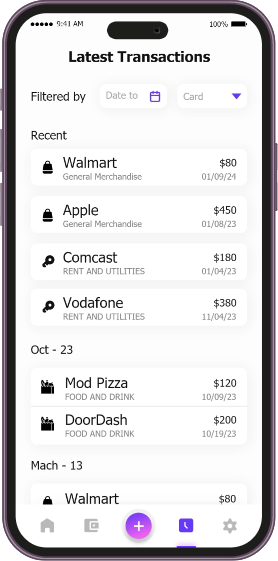 9:41 AM 100%
Latest Transactions
Filtered by Date to Card
Recent
Walmart $80
General Merchandise 01/09/24
Apple $450
General Merchandise 01/08/23
Comcast $180
RENT AND UTILITIES 01/04/23
Vodafone $380
RENT AND UTILITIES 11/04/23
Oct - 23
Mod Pizza $120
FOOD AND DRINK 10/09/23
DoorDash $200
FOOD AND DRINK 10/19/23
Mach - 13
Walmart $80